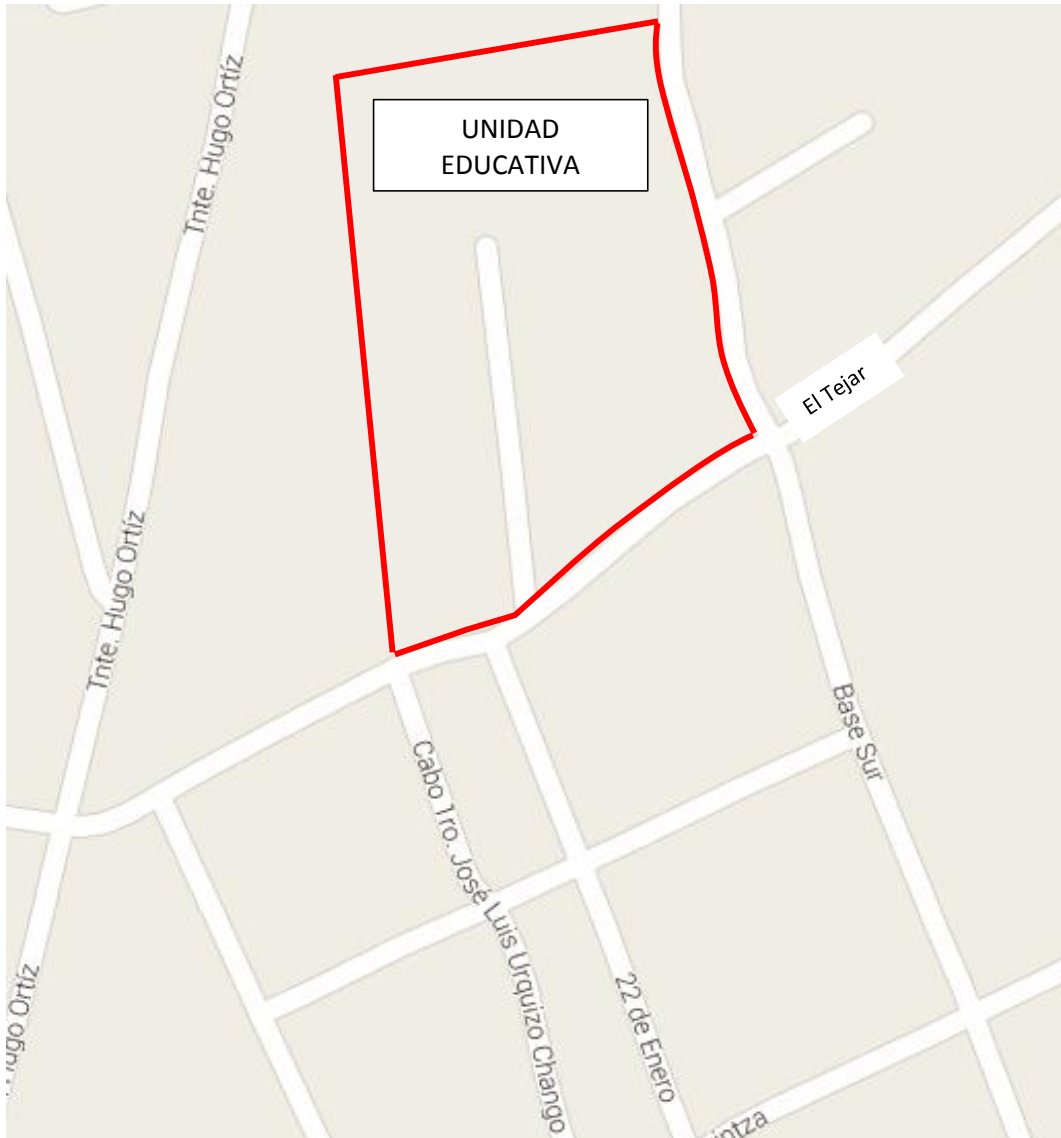 Tnte. Hugo Ortíz
UNIDAD
EDUCATIVA
El Tejar
Tnte. Hugo Ortíz
Base Sur
Cabo 1ro. José Luis Urquizo Chango
22 de Enero
Hugo Ortíz